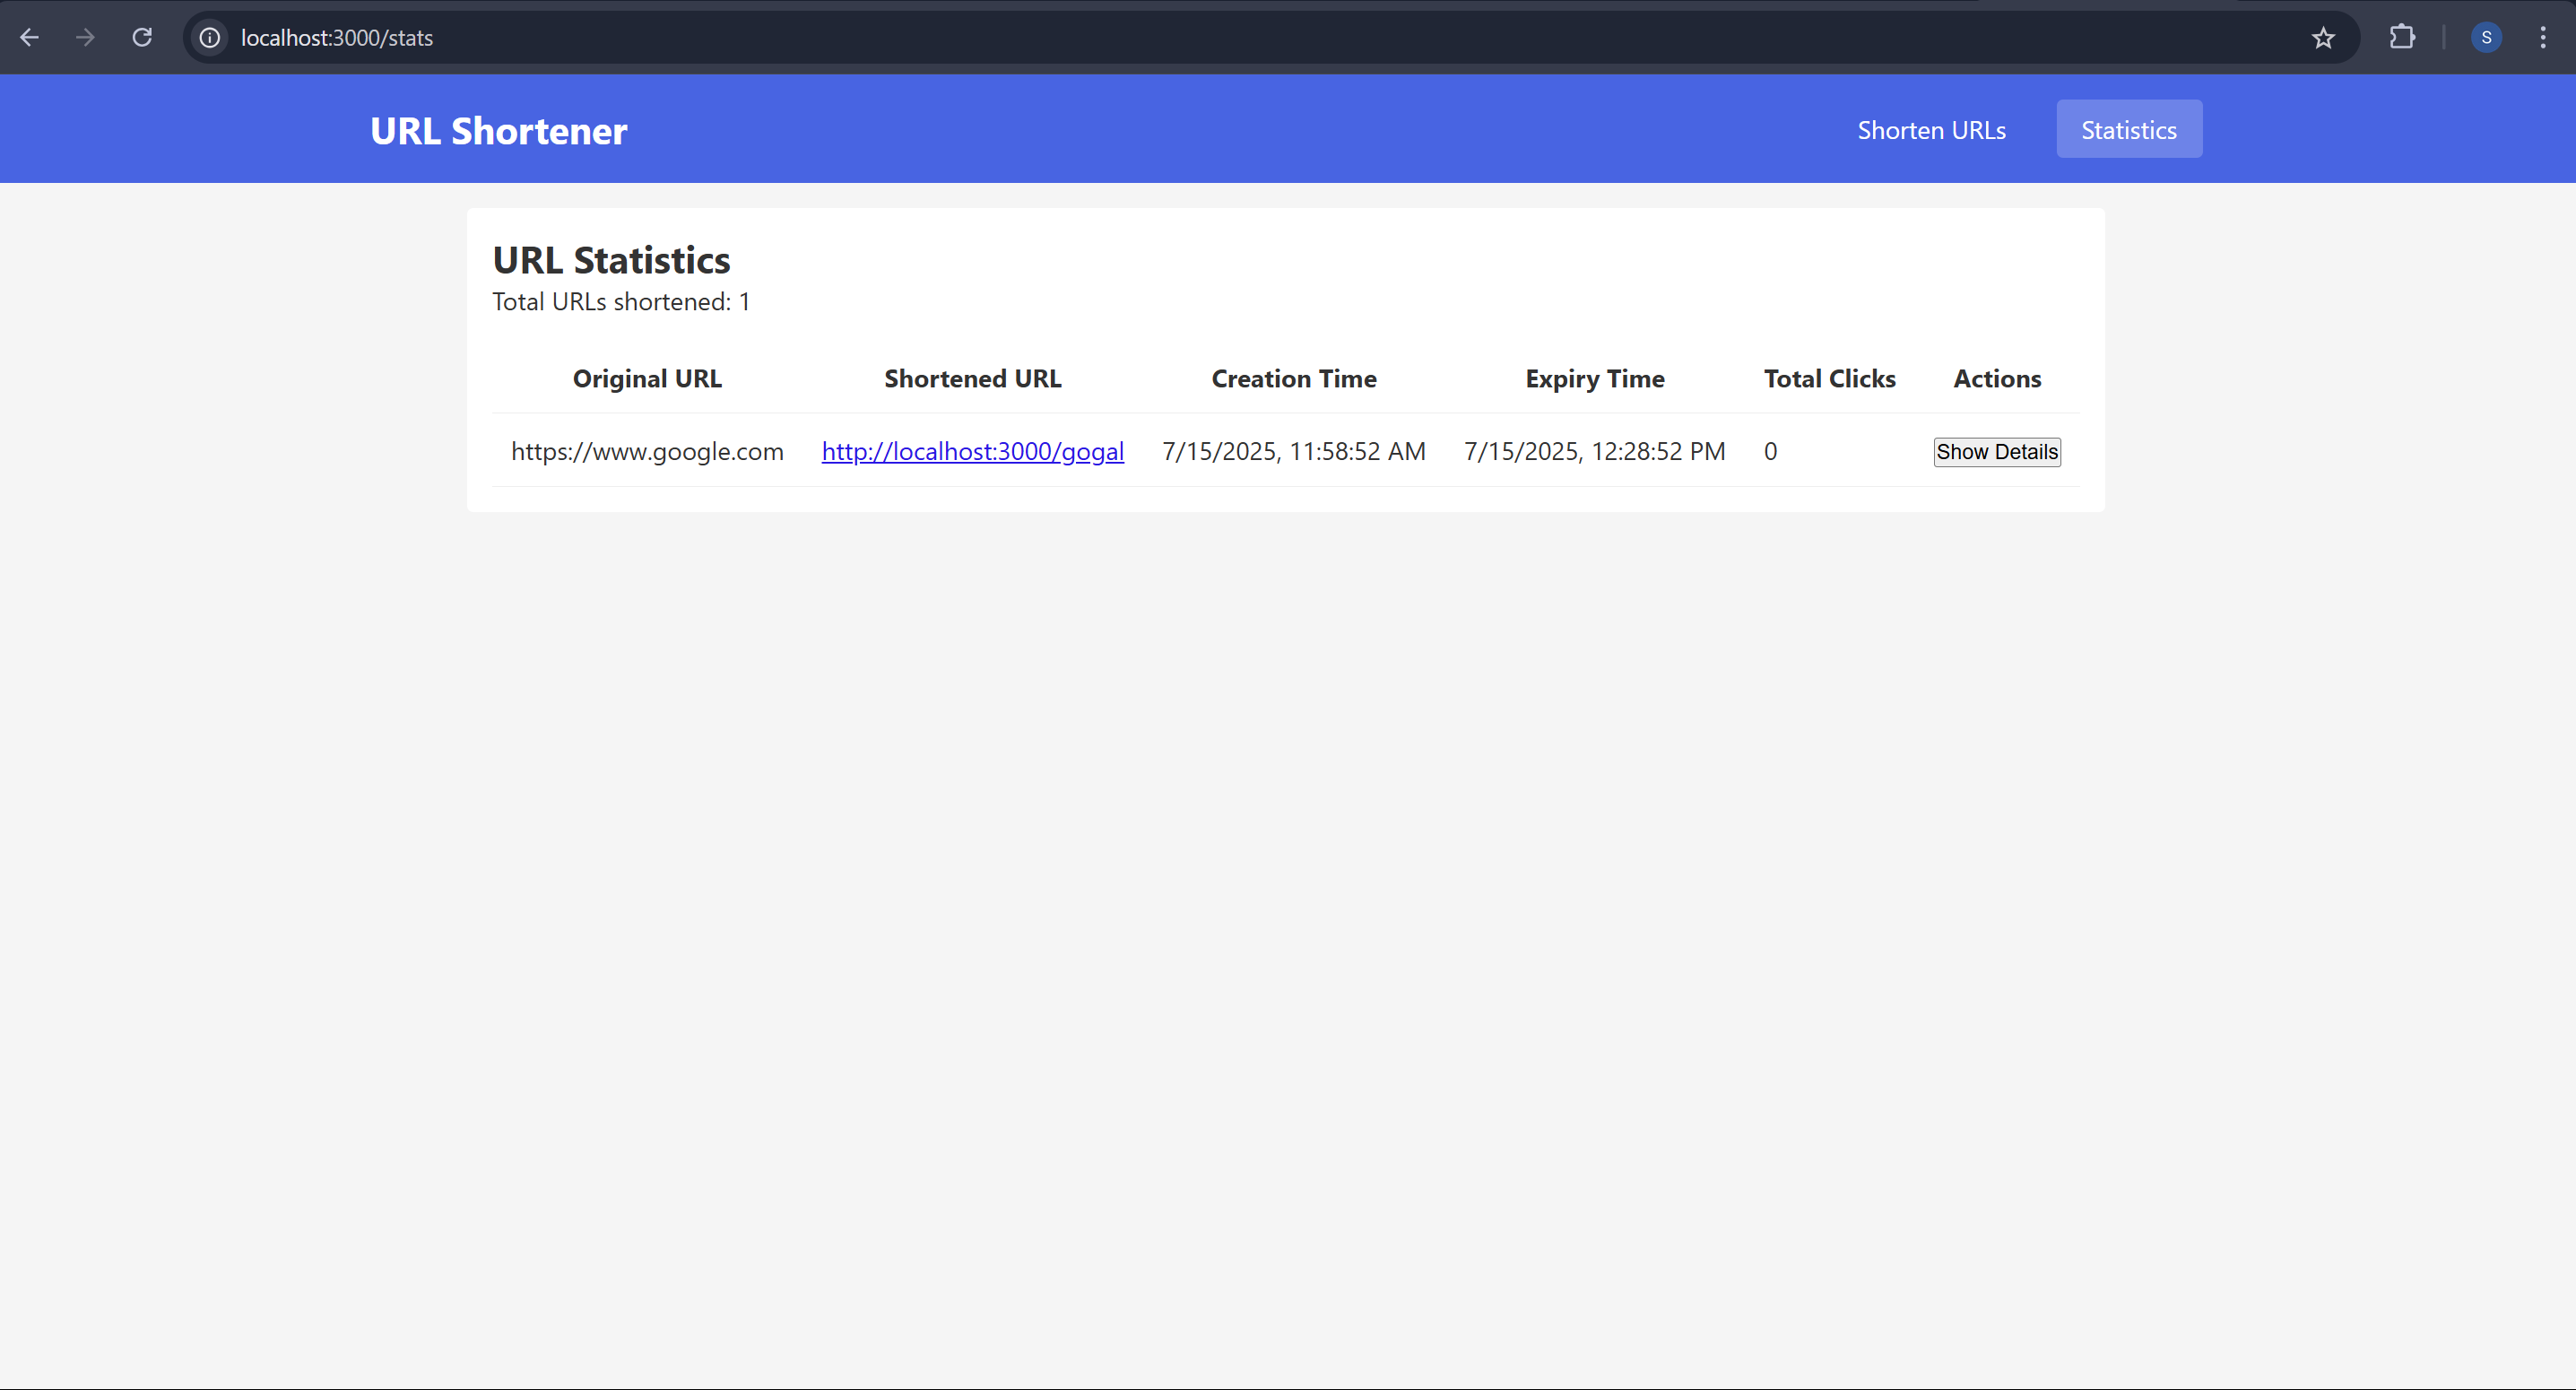 localhost:3000/stats
S
URL Shortener
Shorten URLs
Statistics
URL Statistics
Total URLs shortened: 1
Original URL Shortened URL Creation Time Expiry Time Total Clicks Actions
https://www.google.com http://localhost:3000/gogal 7/15/2025, 11:58:52 AM 7/15/2025, 12:28:52 PM 0 Show Details